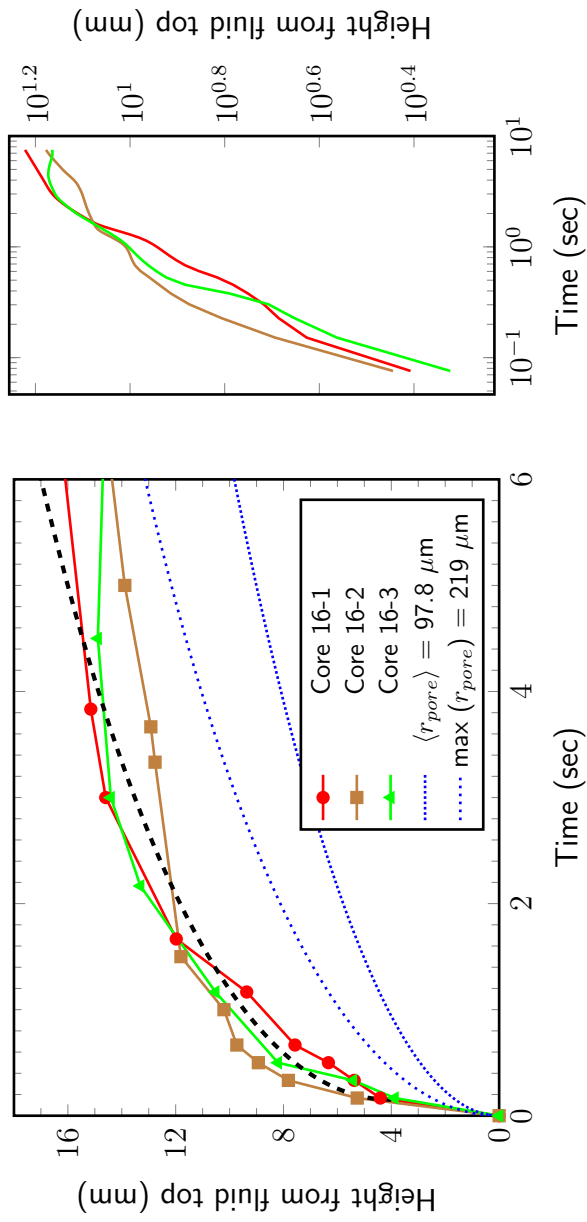 Height from fluid top (mm)
16
12
8
4
0
0
2
4
6
Time (sec)
Core 16-1
Core 16-2
Core 16-3
⟨r_pore⟩ = 97.8 μm
max (r_pore) = 219 μm
Height from fluid top (mm)
10^1.2
10^1
10^0.8
10^0.6
10^0.4
10^-1
10^0
10^1
Time (sec)